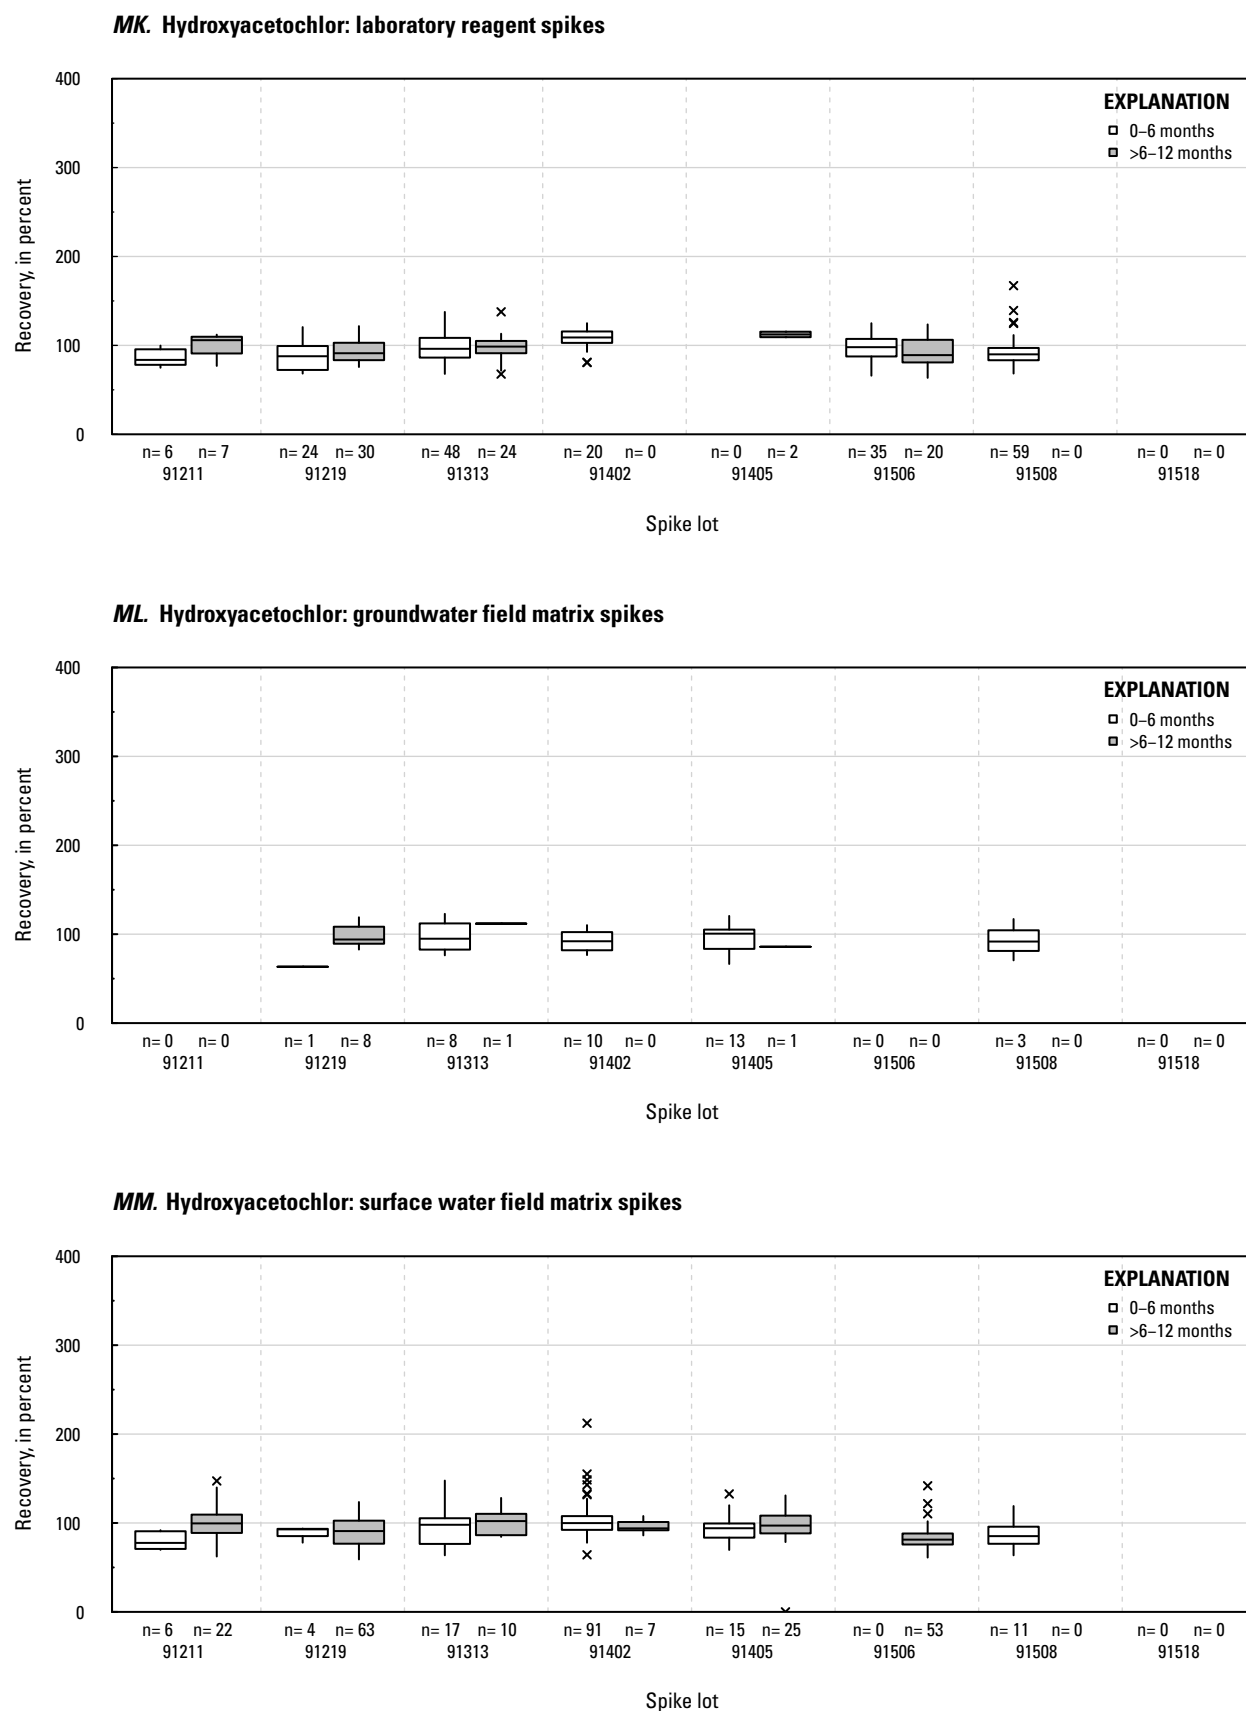 MK. Hydroxyacetochlor: laboratory reagent spikes
400
300
200
100
0
Recovery, in percent
EXPLANATION
0–6 months
>6–12 months
n= 6 n= 7 n= 24 n= 30 n= 48 n= 24 n= 20 n= 0 n= 0 n= 2 n= 35 n= 20 n= 59 n= 0 n= 0 n= 0
91211 91219 91313 91402 91405 91506 91508 91518
Spike lot
ML. Hydroxyacetochlor: groundwater field matrix spikes
400
300
200
100
0
Recovery, in percent
EXPLANATION
0–6 months
>6–12 months
n= 0 n= 0 n= 1 n= 8 n= 8 n= 1 n= 10 n= 0 n= 13 n= 1 n= 0 n= 0 n= 3 n= 0 n= 0 n= 0
91211 91219 91313 91402 91405 91506 91508 91518
Spike lot
MM. Hydroxyacetochlor: surface water field matrix spikes
400
300
200
100
0
Recovery, in percent
EXPLANATION
0–6 months
>6–12 months
n= 6 n= 22 n= 4 n= 63 n= 17 n= 10 n= 91 n= 7 n= 15 n= 25 n= 0 n= 53 n= 11 n= 0 n= 0 n= 0
91211 91219 91313 91402 91405 91506 91508 91518
Spike lot